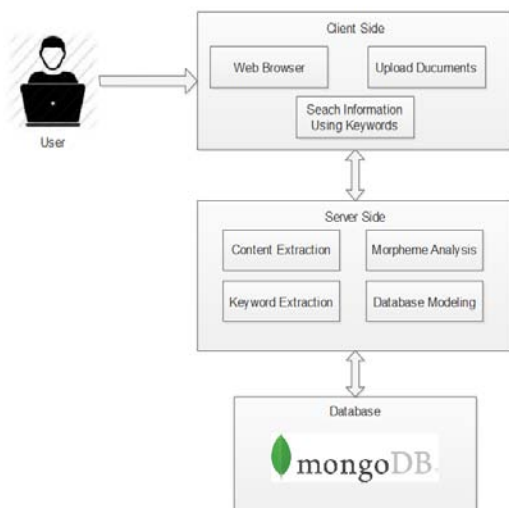 Client Side
Web Browser
Upload Ducuments
Seach Information
Using Keywords
User
Server Side
Content Extraction
Morpheme Analysis
Keyword Extraction
Database Modeling
Database
mongoDB